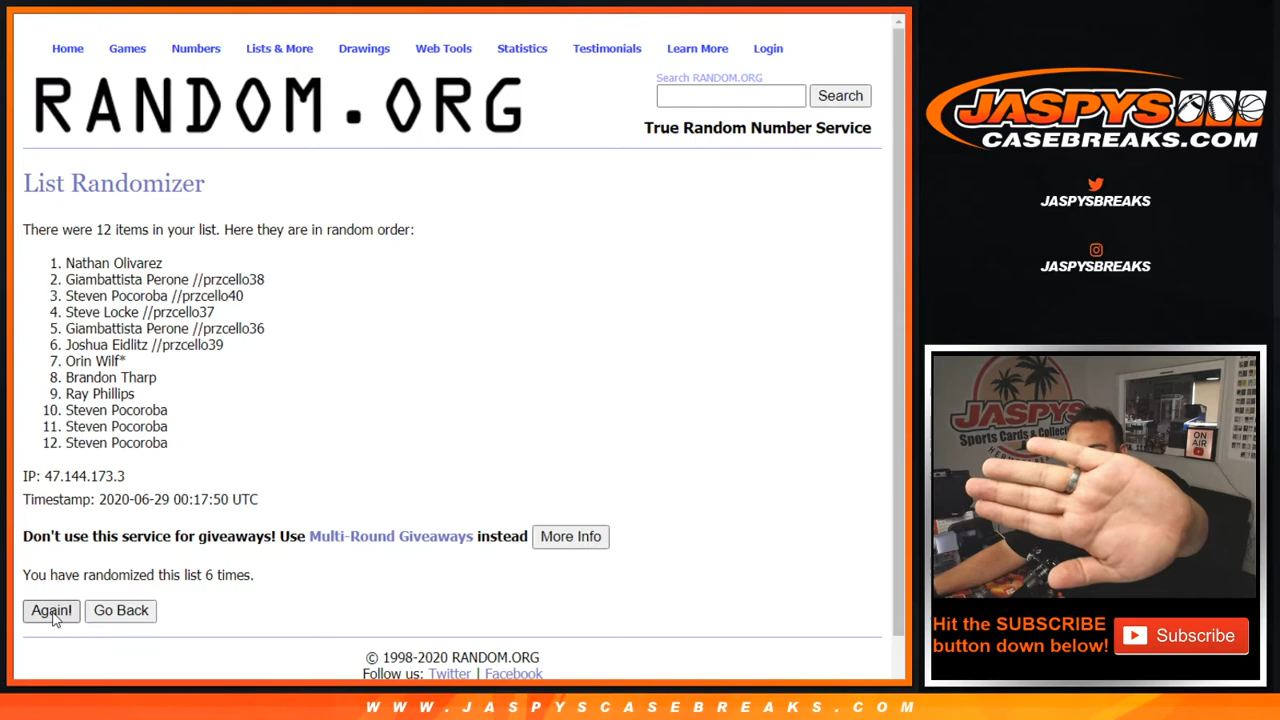 Home Games Numbers Lists & More Drawings Web Tools Statistics Testimonials Learn More Login
RANDOM.ORG
Search RANDOM.ORG
Search
True Random Number Service
List Randomizer
There were 12 items in your list. Here they are in random order:
1. Nathan Olivarez
2. Giambattista Perone //przcello38
3. Steven Pocoroba //przcello40
4. Steve Locke //przcello37
5. Giambattista Perone //przcello36
6. Joshua Eidlitz //przcello39
7. Orin Wilf*
8. Brandon Tharp
9. Ray Phillips
10. Steven Pocoroba
11. Steven Pocoroba
12. Steven Pocoroba
IP: 47.144.173.3
Timestamp: 2020-06-29 00:17:50 UTC
Don't use this service for giveaways! Use Multi-Round Giveaways instead More Info
You have randomized this list 6 times.
Again! Go Back
© 1998-2020 RANDOM.ORG
Follow us: Twitter | Facebook
JASPYS
CASEBREAKS.COM
JASPYSBREAKS
JASPYSBREAKS
JASPYS
Sports Cards & Collect
ON
AIR
Hit the SUBSCRIBE
button down below!
Subscribe
WWW.JASPYSCASEBREAKS.COM